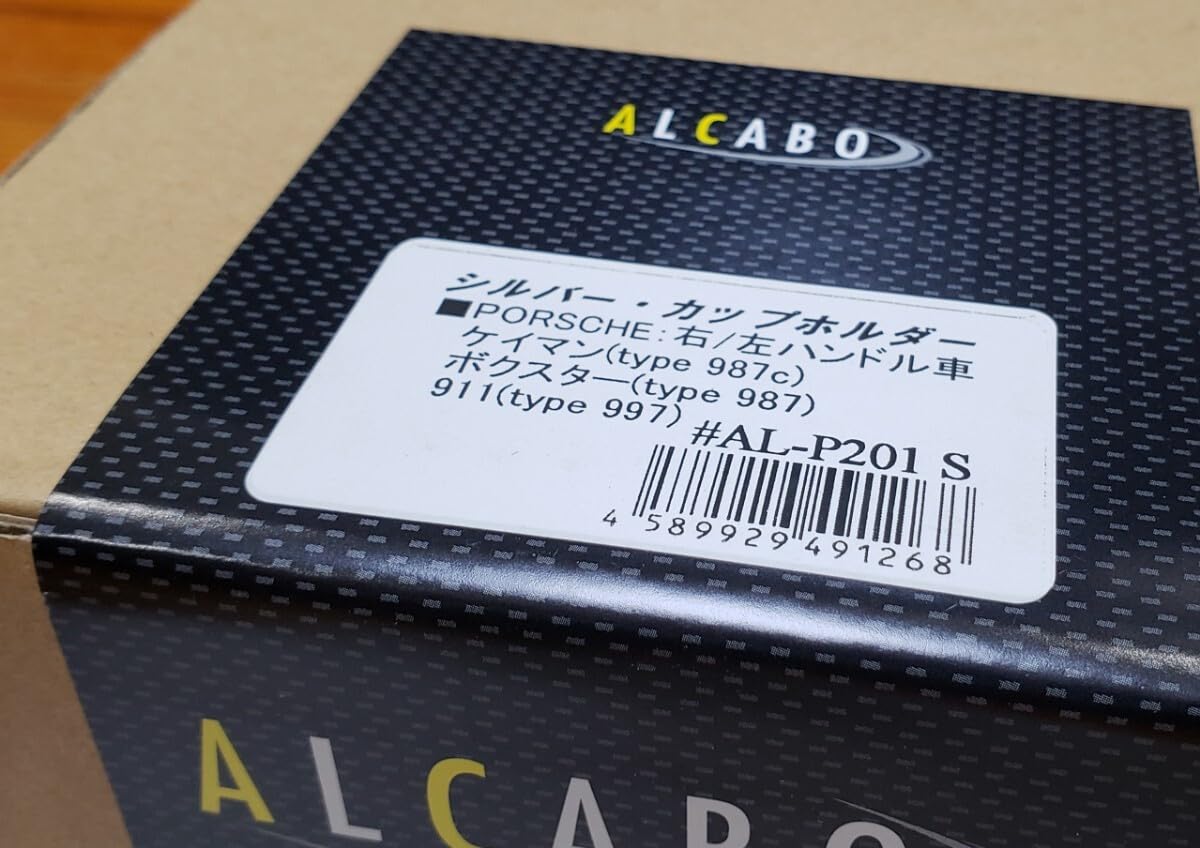 ALCABO
シルバー・カップホルダー
■PORSCHE:右/左ハンドル車
ケイマン(type 987c)
ボクスター(type 987)
911(type 997)
#AL-P201 S
4 589929 491268
ALCABO